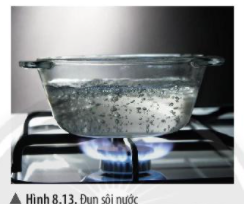 ▲ Hình 8.13. Đun sôi nước